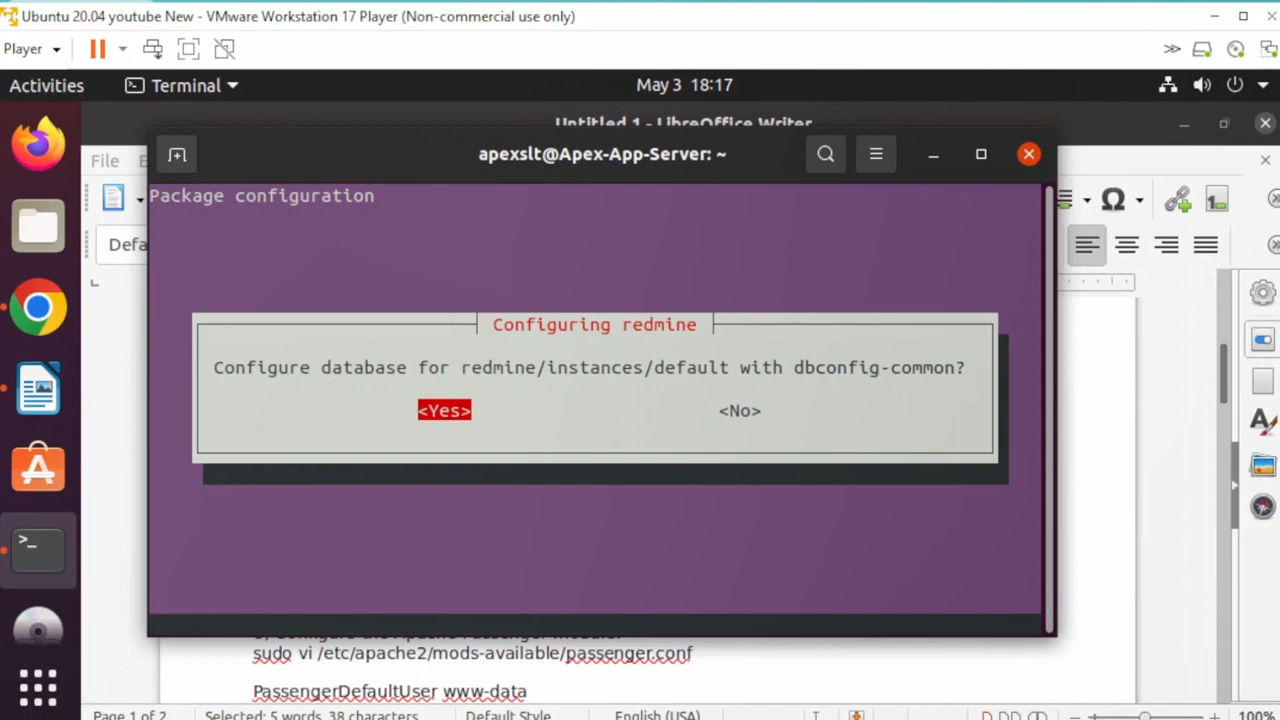 Ubuntu 20.04 youtube New - VMware Workstation 17 Player (Non-commercial use only)
Player
Activities
Terminal
May 3 18:17
Untitled 1 - LibreOffice Writer
File
apexslt@Apex-App-Server: ~
Package configuration
Defa
Configuring redmine
Configure database for redmine/instances/default with dbconfig-common?
<Yes>
<No>
sudo vi /etc/apache2/mods-available/passenger.conf
PassengerDefaultUser www-data
Page 1 of 2
Selected: 5 words, 38 characters
Default Style
English (USA)
100%